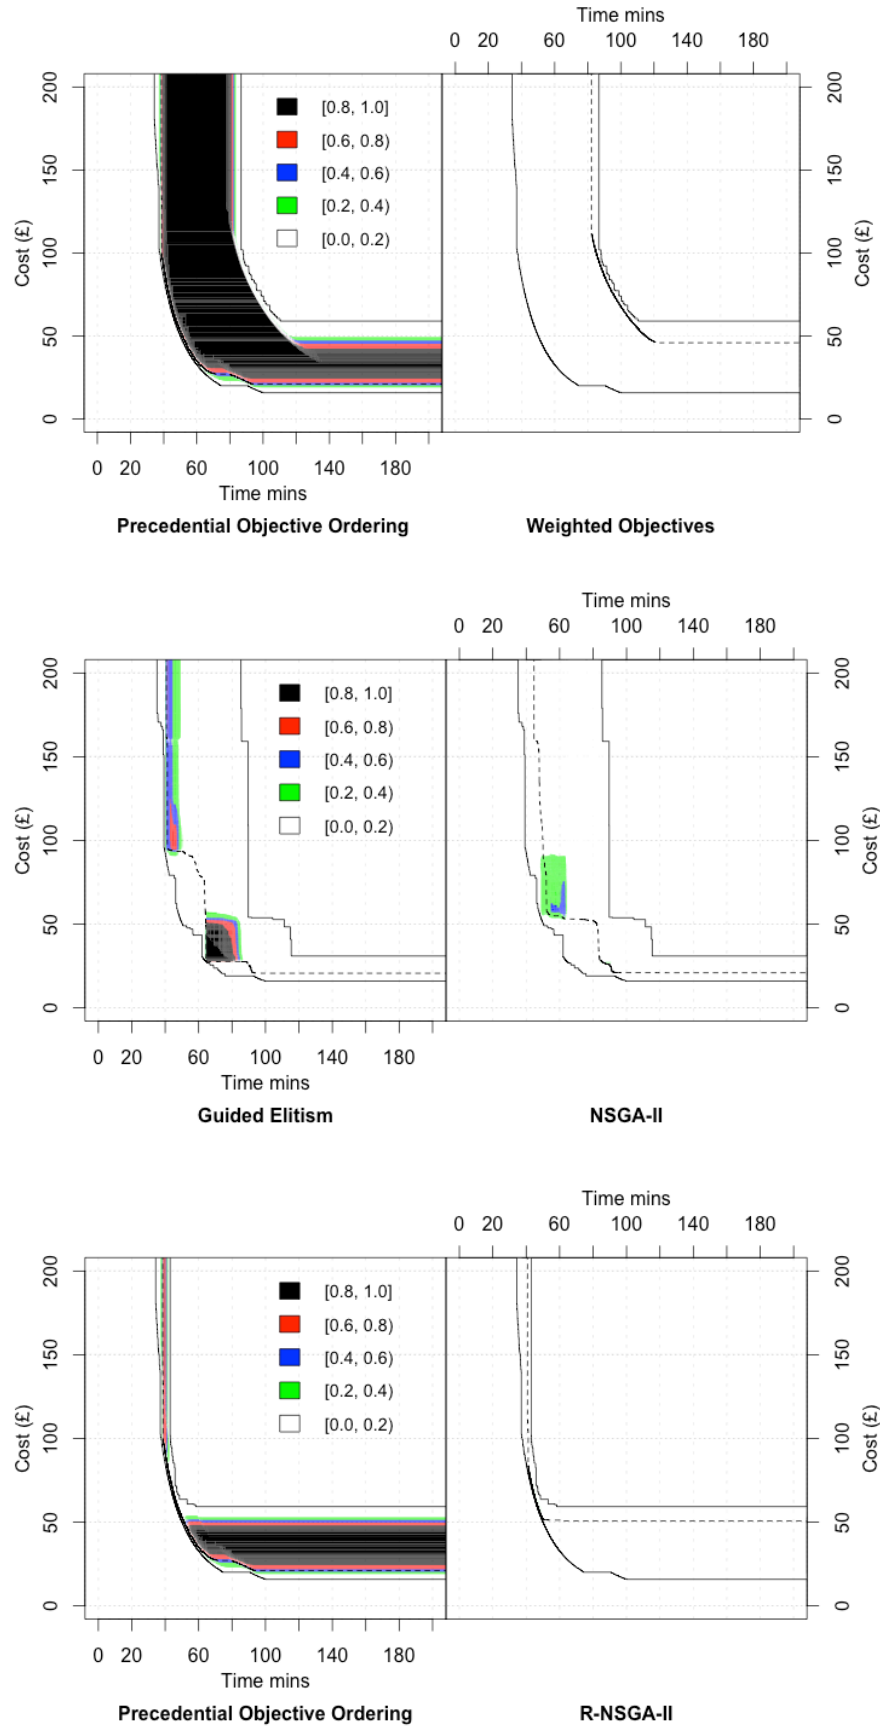 Time mins
0 20 60 100 140 180
200
150
100
50
0
Cost (£)
[0.8, 1.0]
[0.6, 0.8)
[0.4, 0.6)
[0.2, 0.4)
[0.0, 0.2)
200
150
100
50
0
Cost (£)
0 20 60 100 140 180
Time mins
Precedential Objective Ordering
Weighted Objectives
Time mins
0 20 60 100 140 180
200
150
100
50
0
Cost (£)
[0.8, 1.0]
[0.6, 0.8)
[0.4, 0.6)
[0.2, 0.4)
[0.0, 0.2)
200
150
100
50
0
Cost (£)
0 20 60 100 140 180
Time mins
Guided Elitism
NSGA-II
Time mins
0 20 60 100 140 180
200
150
100
50
0
Cost (£)
[0.8, 1.0]
[0.6, 0.8)
[0.4, 0.6)
[0.2, 0.4)
[0.0, 0.2)
200
150
100
50
0
Cost (£)
0 20 60 100 140 180
Time mins
Precedential Objective Ordering
R-NSGA-II